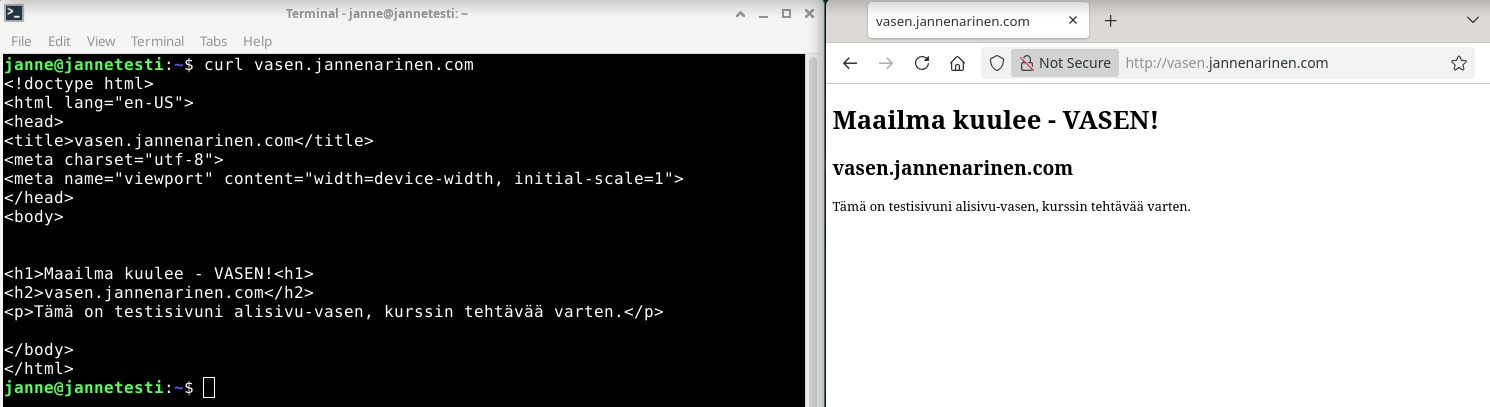 Terminal - janne@jannetesti: ~
File Edit View Terminal Tabs Help
janne@jannetesti:~$ curl vasen.jannenarinen.com
<!doctype html>
<html lang="en-US">
<head>
<title>vasen.jannenarinen.com</title>
<meta charset="utf-8">
<meta name="viewport" content="width=device-width, initial-scale=1">
</head>
<body>
<h1>Maailma kuulee - VASEN!<h1>
<h2>vasen.jannenarinen.com</h2>
<p>Tämä on testisivuni alisivu-vasen, kurssin tehtävää varten.</p>
</body>
</html>
janne@jannetesti:~$
vasen.jannenarinen.com
Not Secure http://vasen.jannenarinen.com
Maailma kuulee - VASEN!
vasen.jannenarinen.com
Tämä on testisivuni alisivu-vasen, kurssin tehtävää varten.